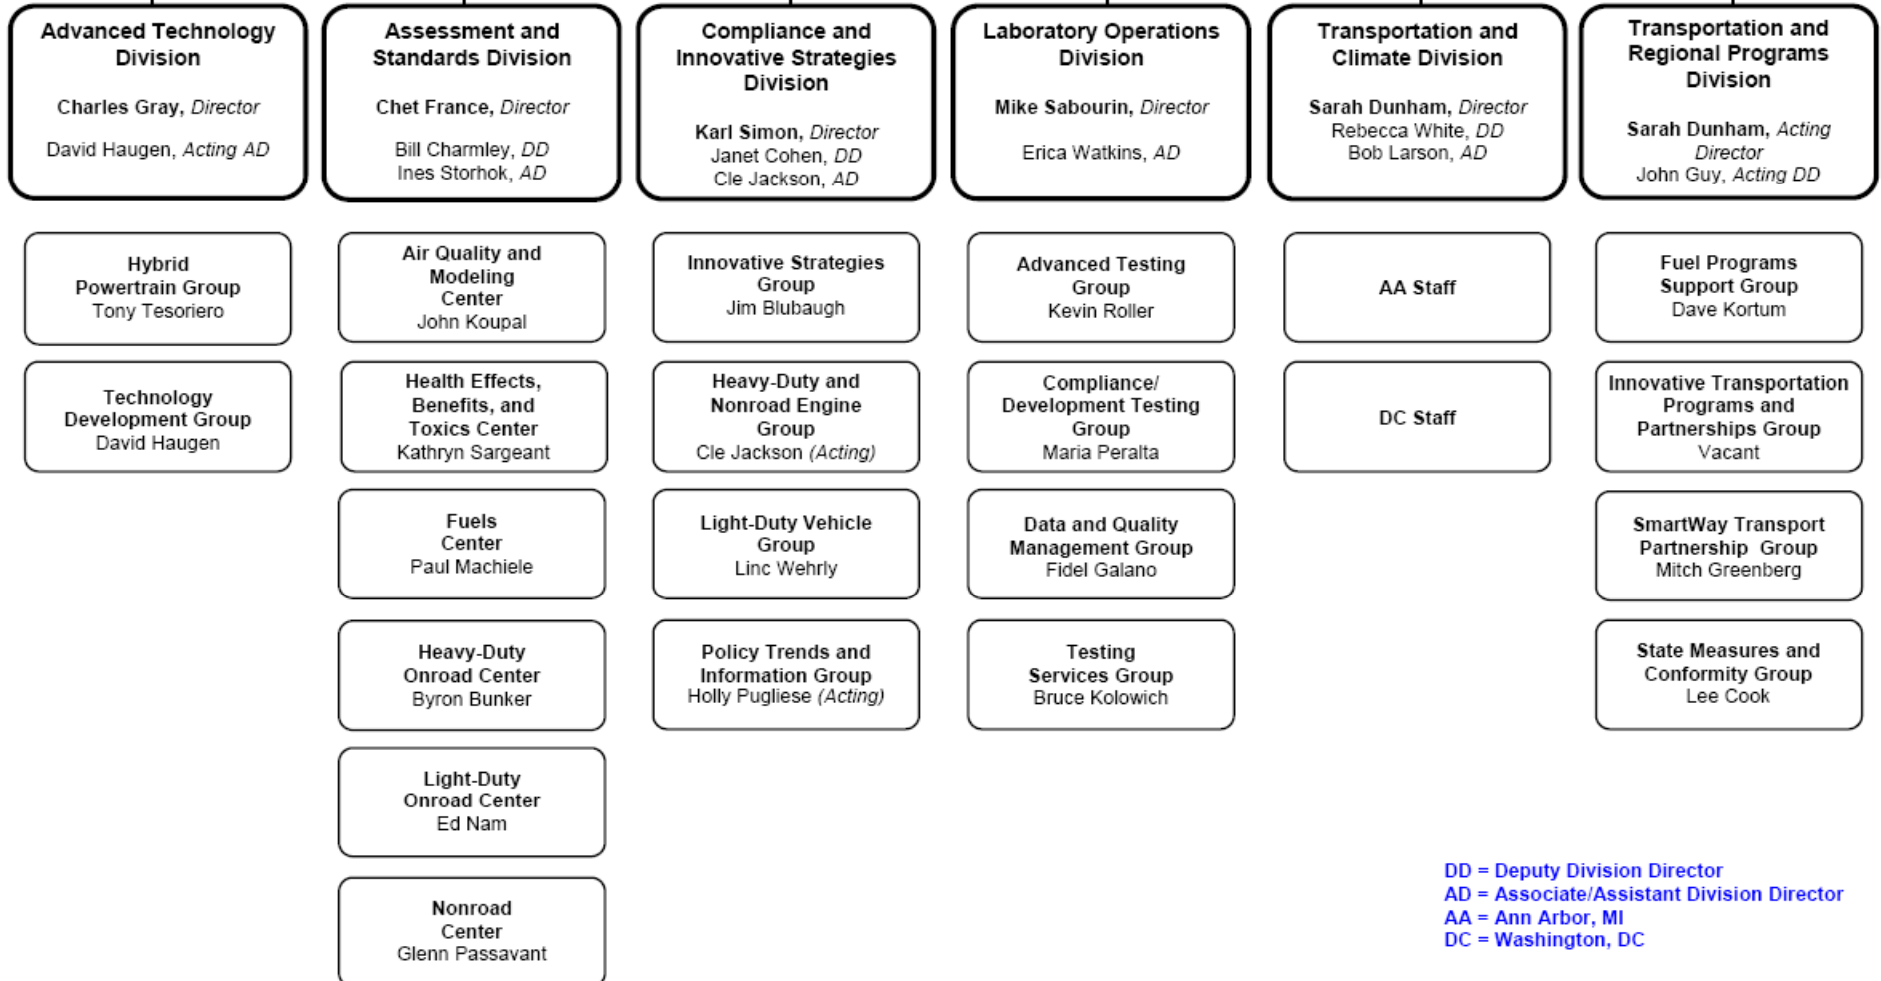 Advanced Technology
Division
Charles Gray, Director
David Haugen, Acting AD
Hybrid
Powertrain Group
Tony Tesoriero
Technology
Development Group
David Haugen
Assessment and
Standards Division
Chet France, Director
Bill Charmley, DD
Ines Storhok, AD
Air Quality and
Modeling
Center
John Koupal
Health Effects,
Benefits, and
Toxics Center
Kathryn Sargeant
Fuels
Center
Paul Machiele
Heavy-Duty
Onroad Center
Byron Bunker
Light-Duty
Onroad Center
Ed Nam
Nonroad
Center
Glenn Passavant
Compliance and
Innovative Strategies
Division
Karl Simon, Director
Janet Cohen, DD
Cle Jackson, AD
Innovative Strategies
Group
Jim Blubaugh
Heavy-Duty and
Nonroad Engine
Group
Cle Jackson (Acting)
Light-Duty Vehicle
Group
Linc Wehrly
Policy Trends and
Information Group
Holly Pugliese (Acting)
Laboratory Operations
Division
Mike Sabourin, Director
Erica Watkins, AD
Advanced Testing
Group
Kevin Roller
Compliance/
Development Testing
Group
Maria Peralta
Data and Quality
Management Group
Fidel Galano
Testing
Services Group
Bruce Kolowich
Transportation and
Climate Division
Sarah Dunham, Director
Rebecca White, DD
Bob Larson, AD
AA Staff
DC Staff
Transportation and
Regional Programs
Division
Sarah Dunham, Acting
Director
John Guy, Acting DD
Fuel Programs
Support Group
Dave Kortum
Innovative Transportation
Programs and
Partnerships Group
Vacant
SmartWay Transport
Partnership Group
Mitch Greenberg
State Measures and
Conformity Group
Lee Cook
DD = Deputy Division Director
AD = Associate/Assistant Division Director
AA = Ann Arbor, MI
DC = Washington, DC